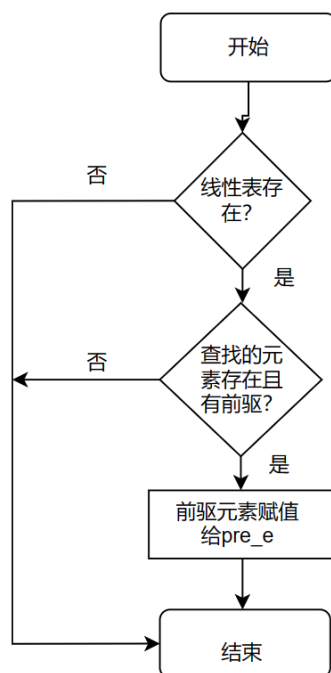 开始
否
线性表存
在？
是
查找的元
否
素存在且
有前驱？
是
前驱元素赋值
给pre_e
结束